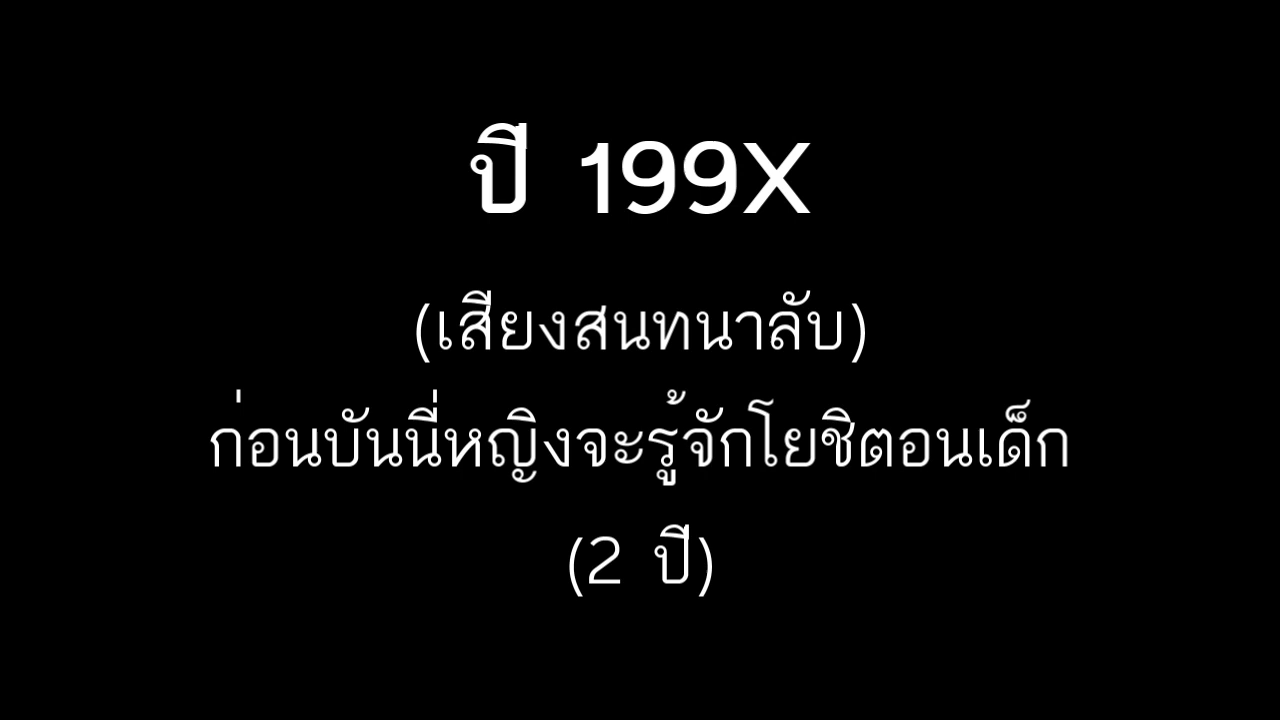 ปี 199X
(เสียงสนทนาลับ)
ก่อนบันนี่หญิงจะรู้จักโยชิตอนเด็ก
(2 ปี)